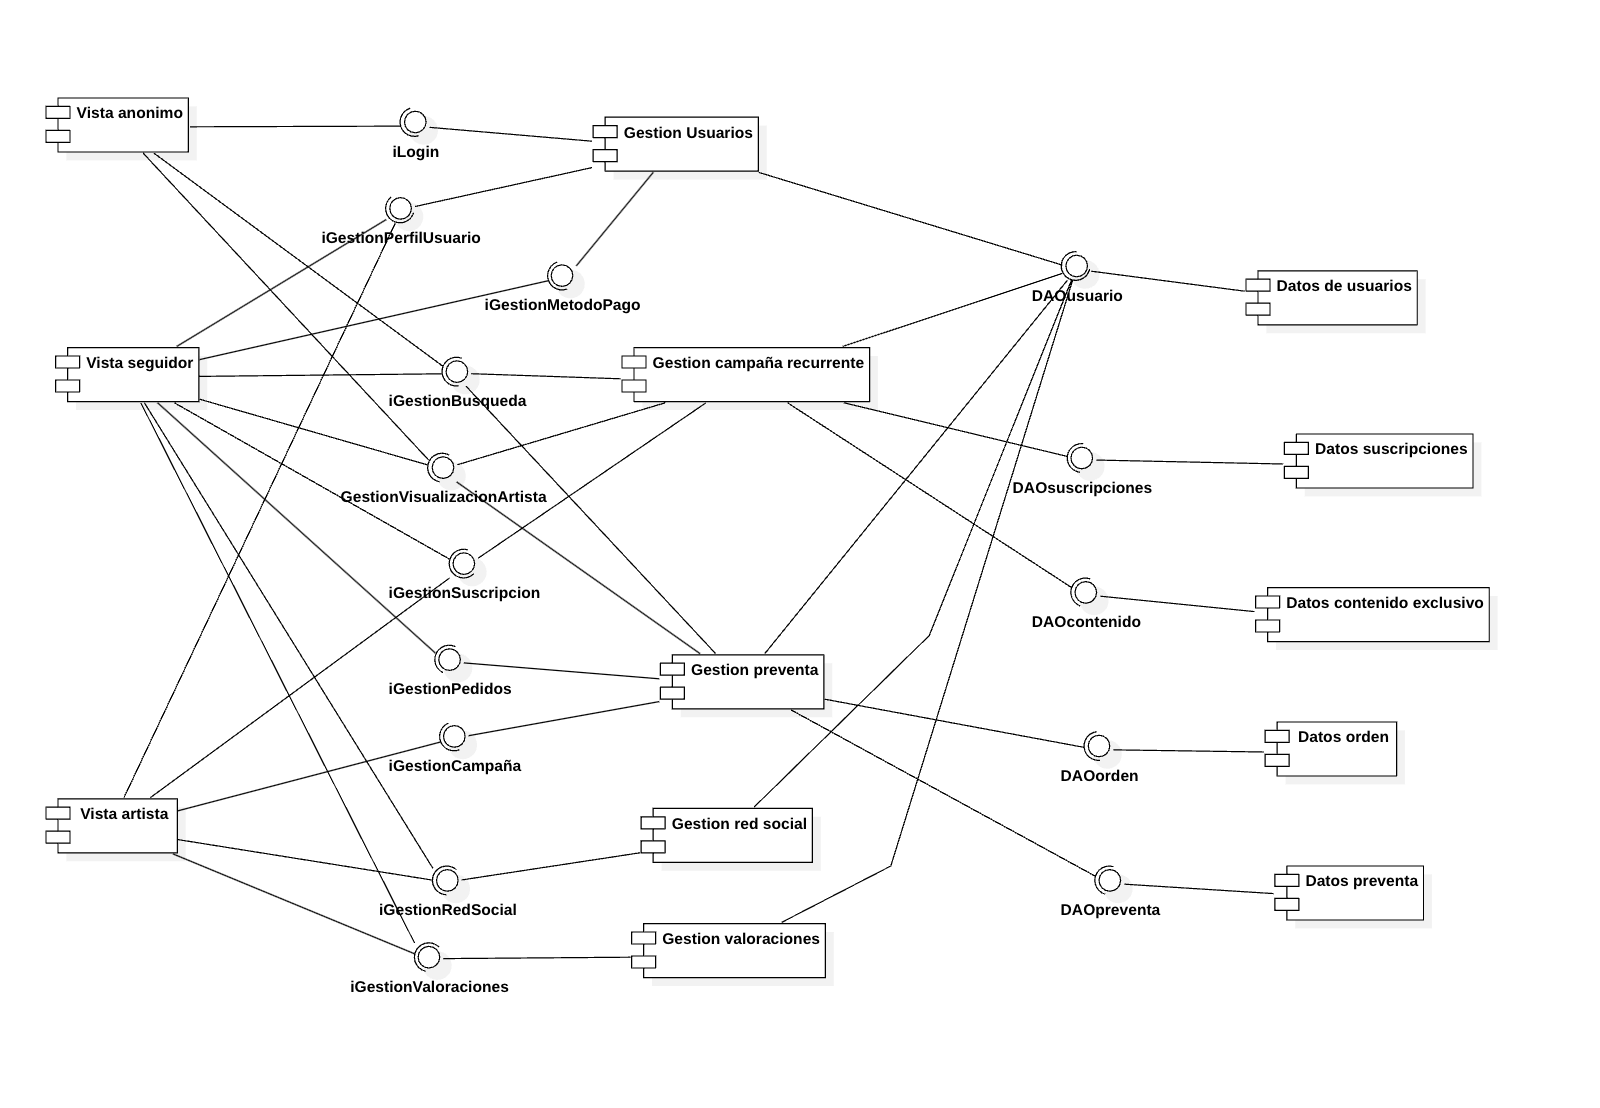 Vista anonimo
iLogin
Gestion Usuarios
iGestionPerfilUsuario
iGestionMetodoPago
DAOusuario
Datos de usuarios
Vista seguidor
iGestionBusqueda
Gestion campaña recurrente
GestionVisualizacionArtista
DAOsuscripciones
Datos suscripciones
iGestionSuscripcion
DAOcontenido
Datos contenido exclusivo
iGestionPedidos
Gestion preventa
iGestionCampaña
DAOorden
Datos orden
Vista artista
Gestion red social
iGestionRedSocial
DAOpreventa
Datos preventa
Gestion valoraciones
iGestionValoraciones